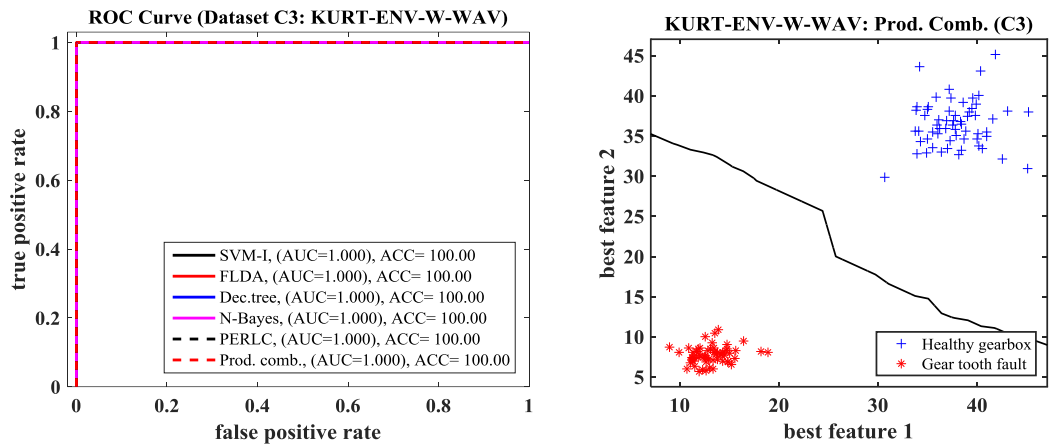 ROC Curve (Dataset C3: KURT-ENV-W-WAV)
1
0.8
0.6
0.4
0.2
0
true positive rate
SVM-I, (AUC=1.000), ACC= 100.00
FLDA, (AUC=1.000), ACC= 100.00
Dec.tree, (AUC=1.000), ACC= 100.00
N-Bayes, (AUC=1.000), ACC= 100.00
PERLC, (AUC=1.000), ACC= 100.00
Prod. comb., (AUC=1.000), ACC= 100.00
0 0.2 0.4 0.6 0.8 1
false positive rate
KURT-ENV-W-WAV: Prod. Comb. (C3)
45
40
35
30
25
20
15
10
5
best feature 2
Healthy gearbox
Gear tooth fault
10 20 30 40
best feature 1